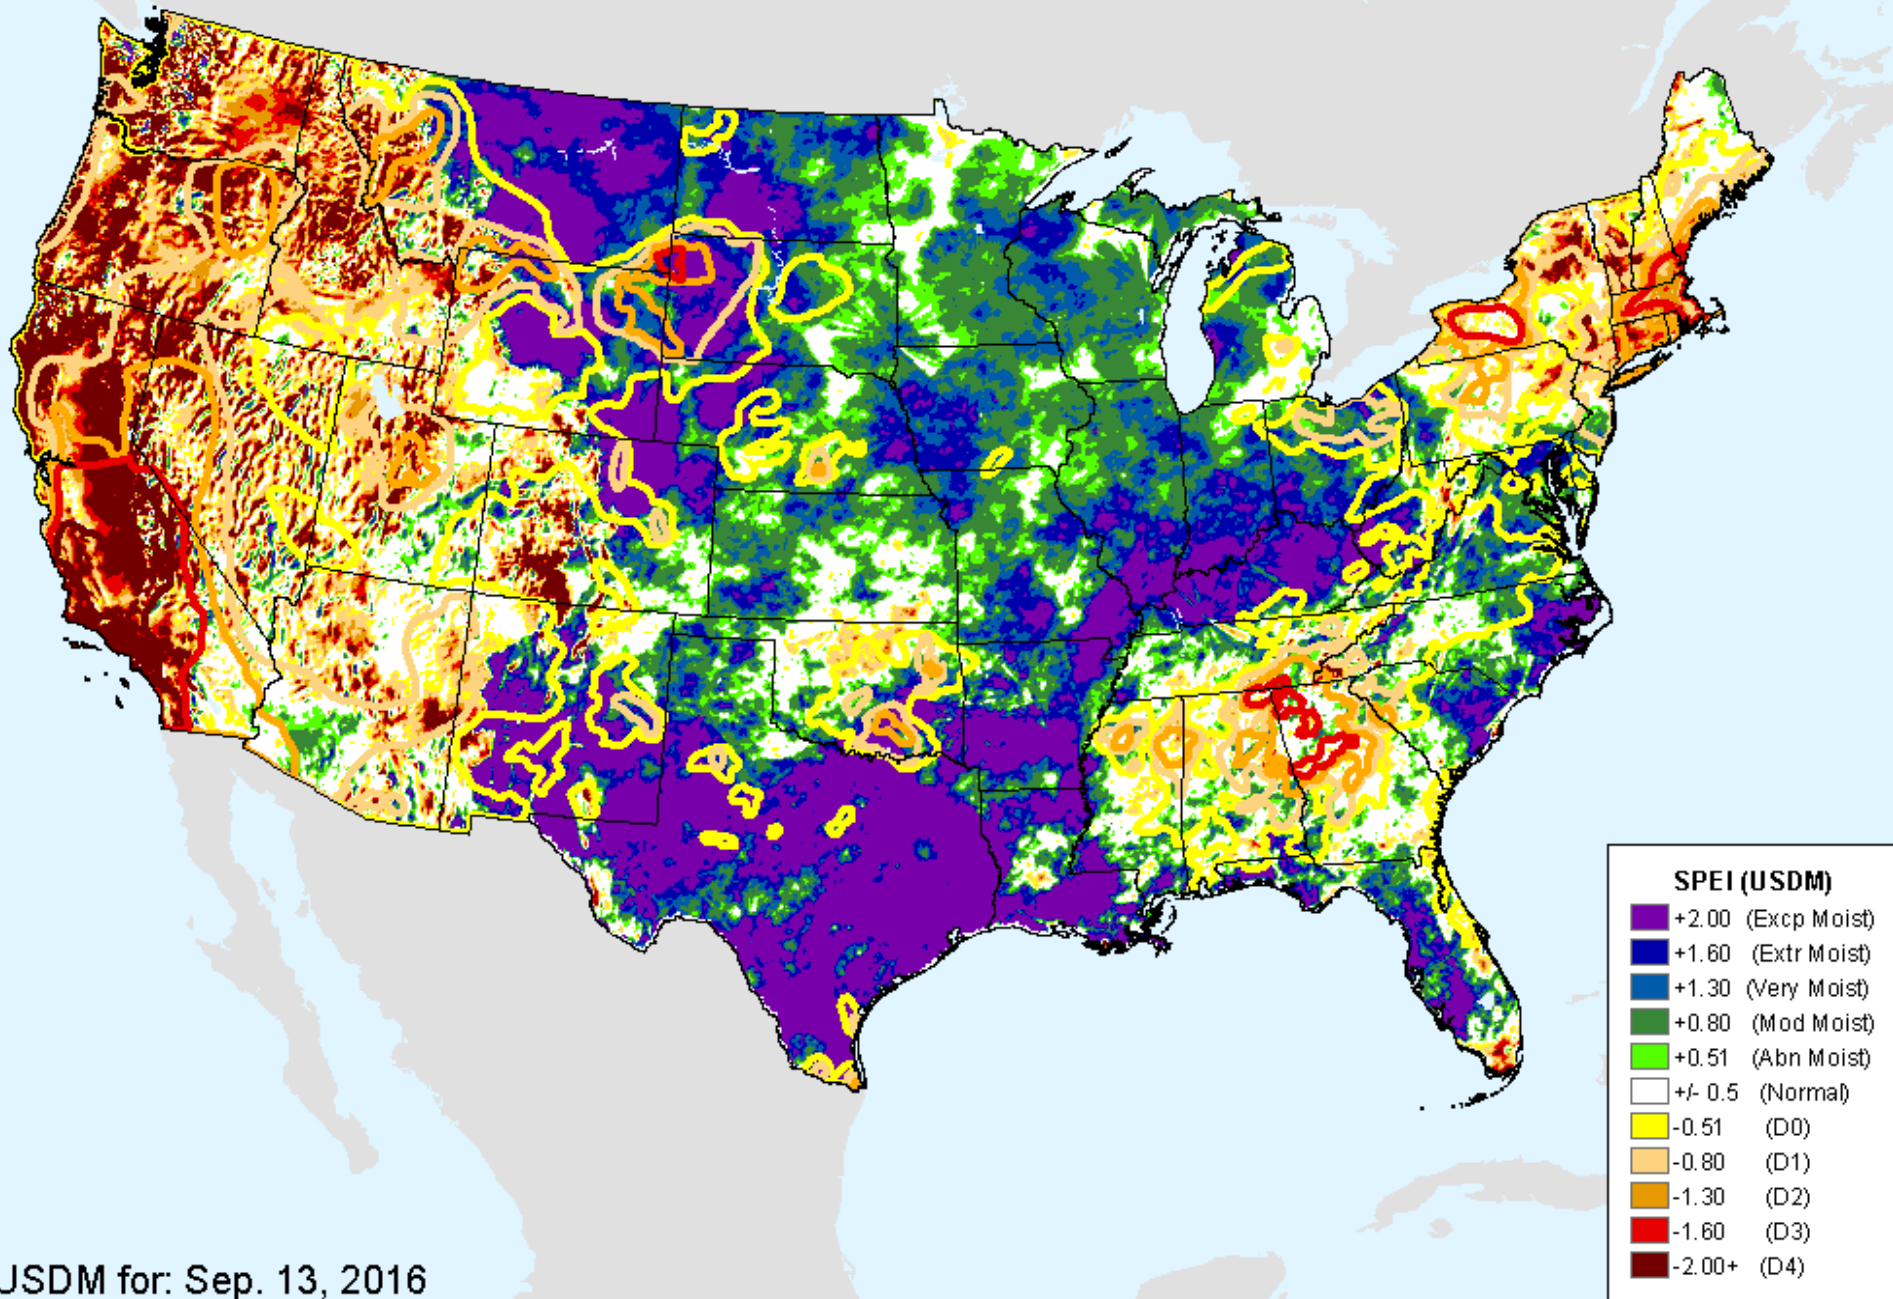 SPEI (USDM)
+2.00 (Excp Moist)
+1.60 (Extr Moist)
+1.30 (Very Moist)
+0.80 (Mod Moist)
+0.51 (Abn Moist)
+/- 0.5 (Normal)
-0.51 (D0)
-0.80 (D1)
-1.30 (D2)
-1.60 (D3)
-2.00+ (D4)
USDM for: Sep. 13, 2016